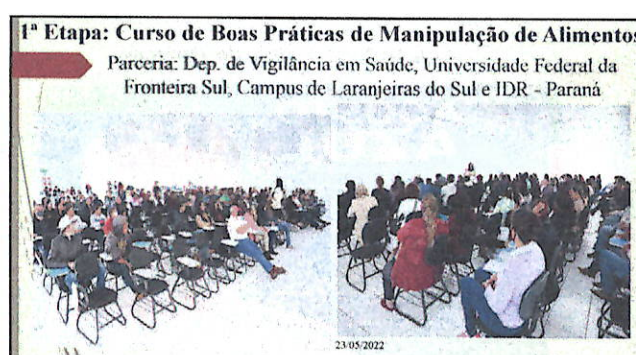 1ª Etapa: Curso de Boas Práticas de Manipulação de Alimentos
Parceria: Dep. de Vigilância em Saúde, Universidade Federal da
Fronteira Sul, Campus de Laranjeiras do Sul e IDR - Paraná
23/05/2022